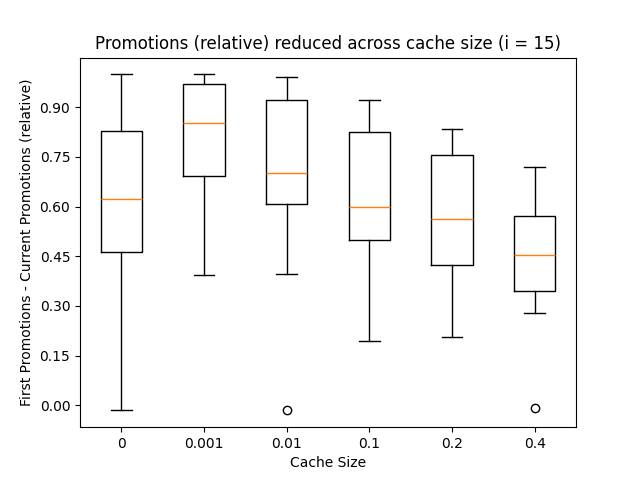 Promotions (relative) reduced across cache size (i = 15)
First Promotions - Current Promotions (relative)
0.90
0.75
0.60
0.45
0.30
0.15
0.00
0 0.001 0.01 0.1 0.2 0.4
Cache Size